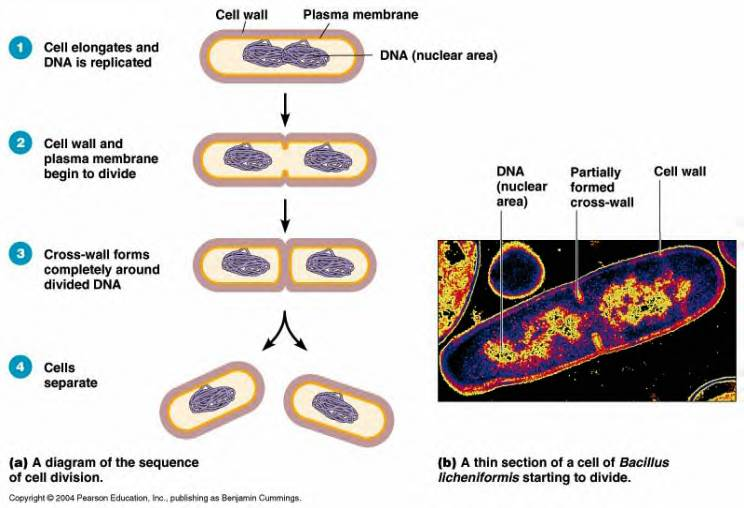 Cell wall
Plasma membrane
1
Cell elongates and
DNA is replicated
DNA (nuclear area)
2
Cell wall and
plasma membrane
begin to divide
3
Cross-wall forms
completely around
divided DNA
4
Cells
separate
(a) A diagram of the sequence
of cell division.
DNA
(nuclear
area)
Partially
formed
cross-wall
Cell wall
(b) A thin section of a cell of Bacillus
licheniformis starting to divide.
Copyright © 2004 Pearson Education, Inc., publishing as Benjamin Cummings.